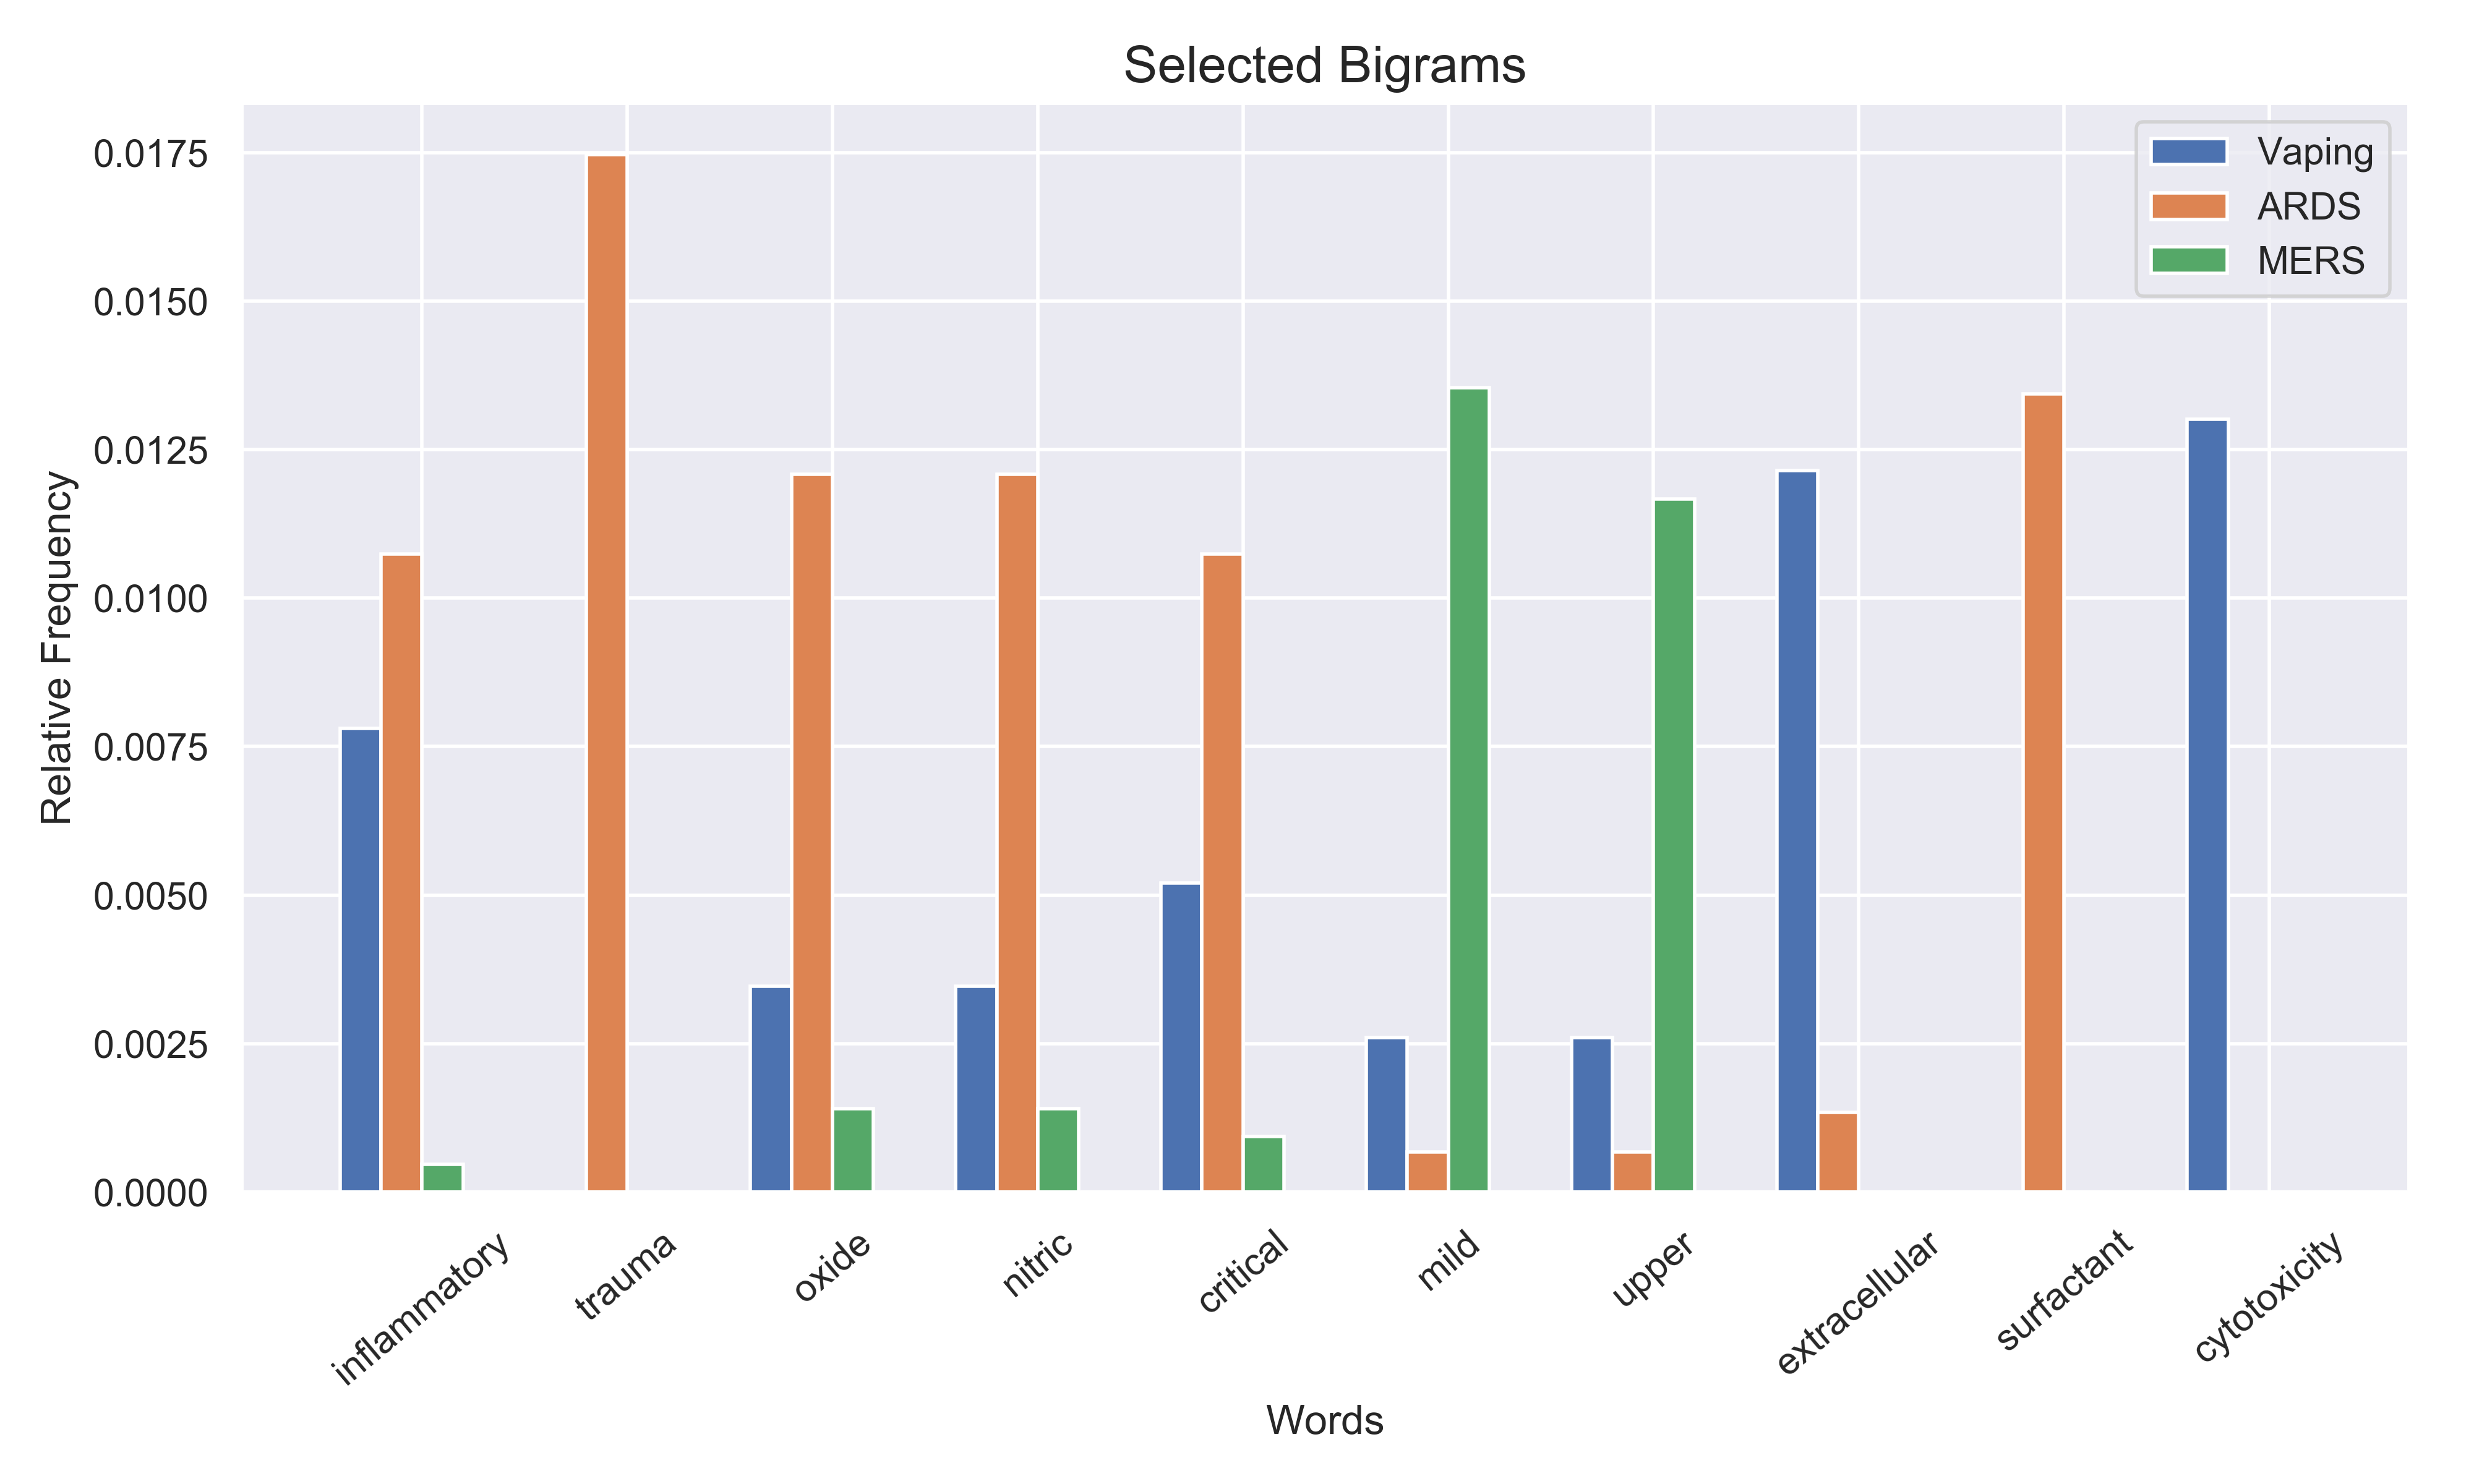 Selected Bigrams
Vaping
ARDS
MERS
Relative Frequency
0.0175
0.0150
0.0125
0.0100
0.0075
0.0050
0.0025
0.0000
inflammatory
trauma
oxide
nitric
critical
mild
upper
extracellular
surfactant
cytotoxicity
Words